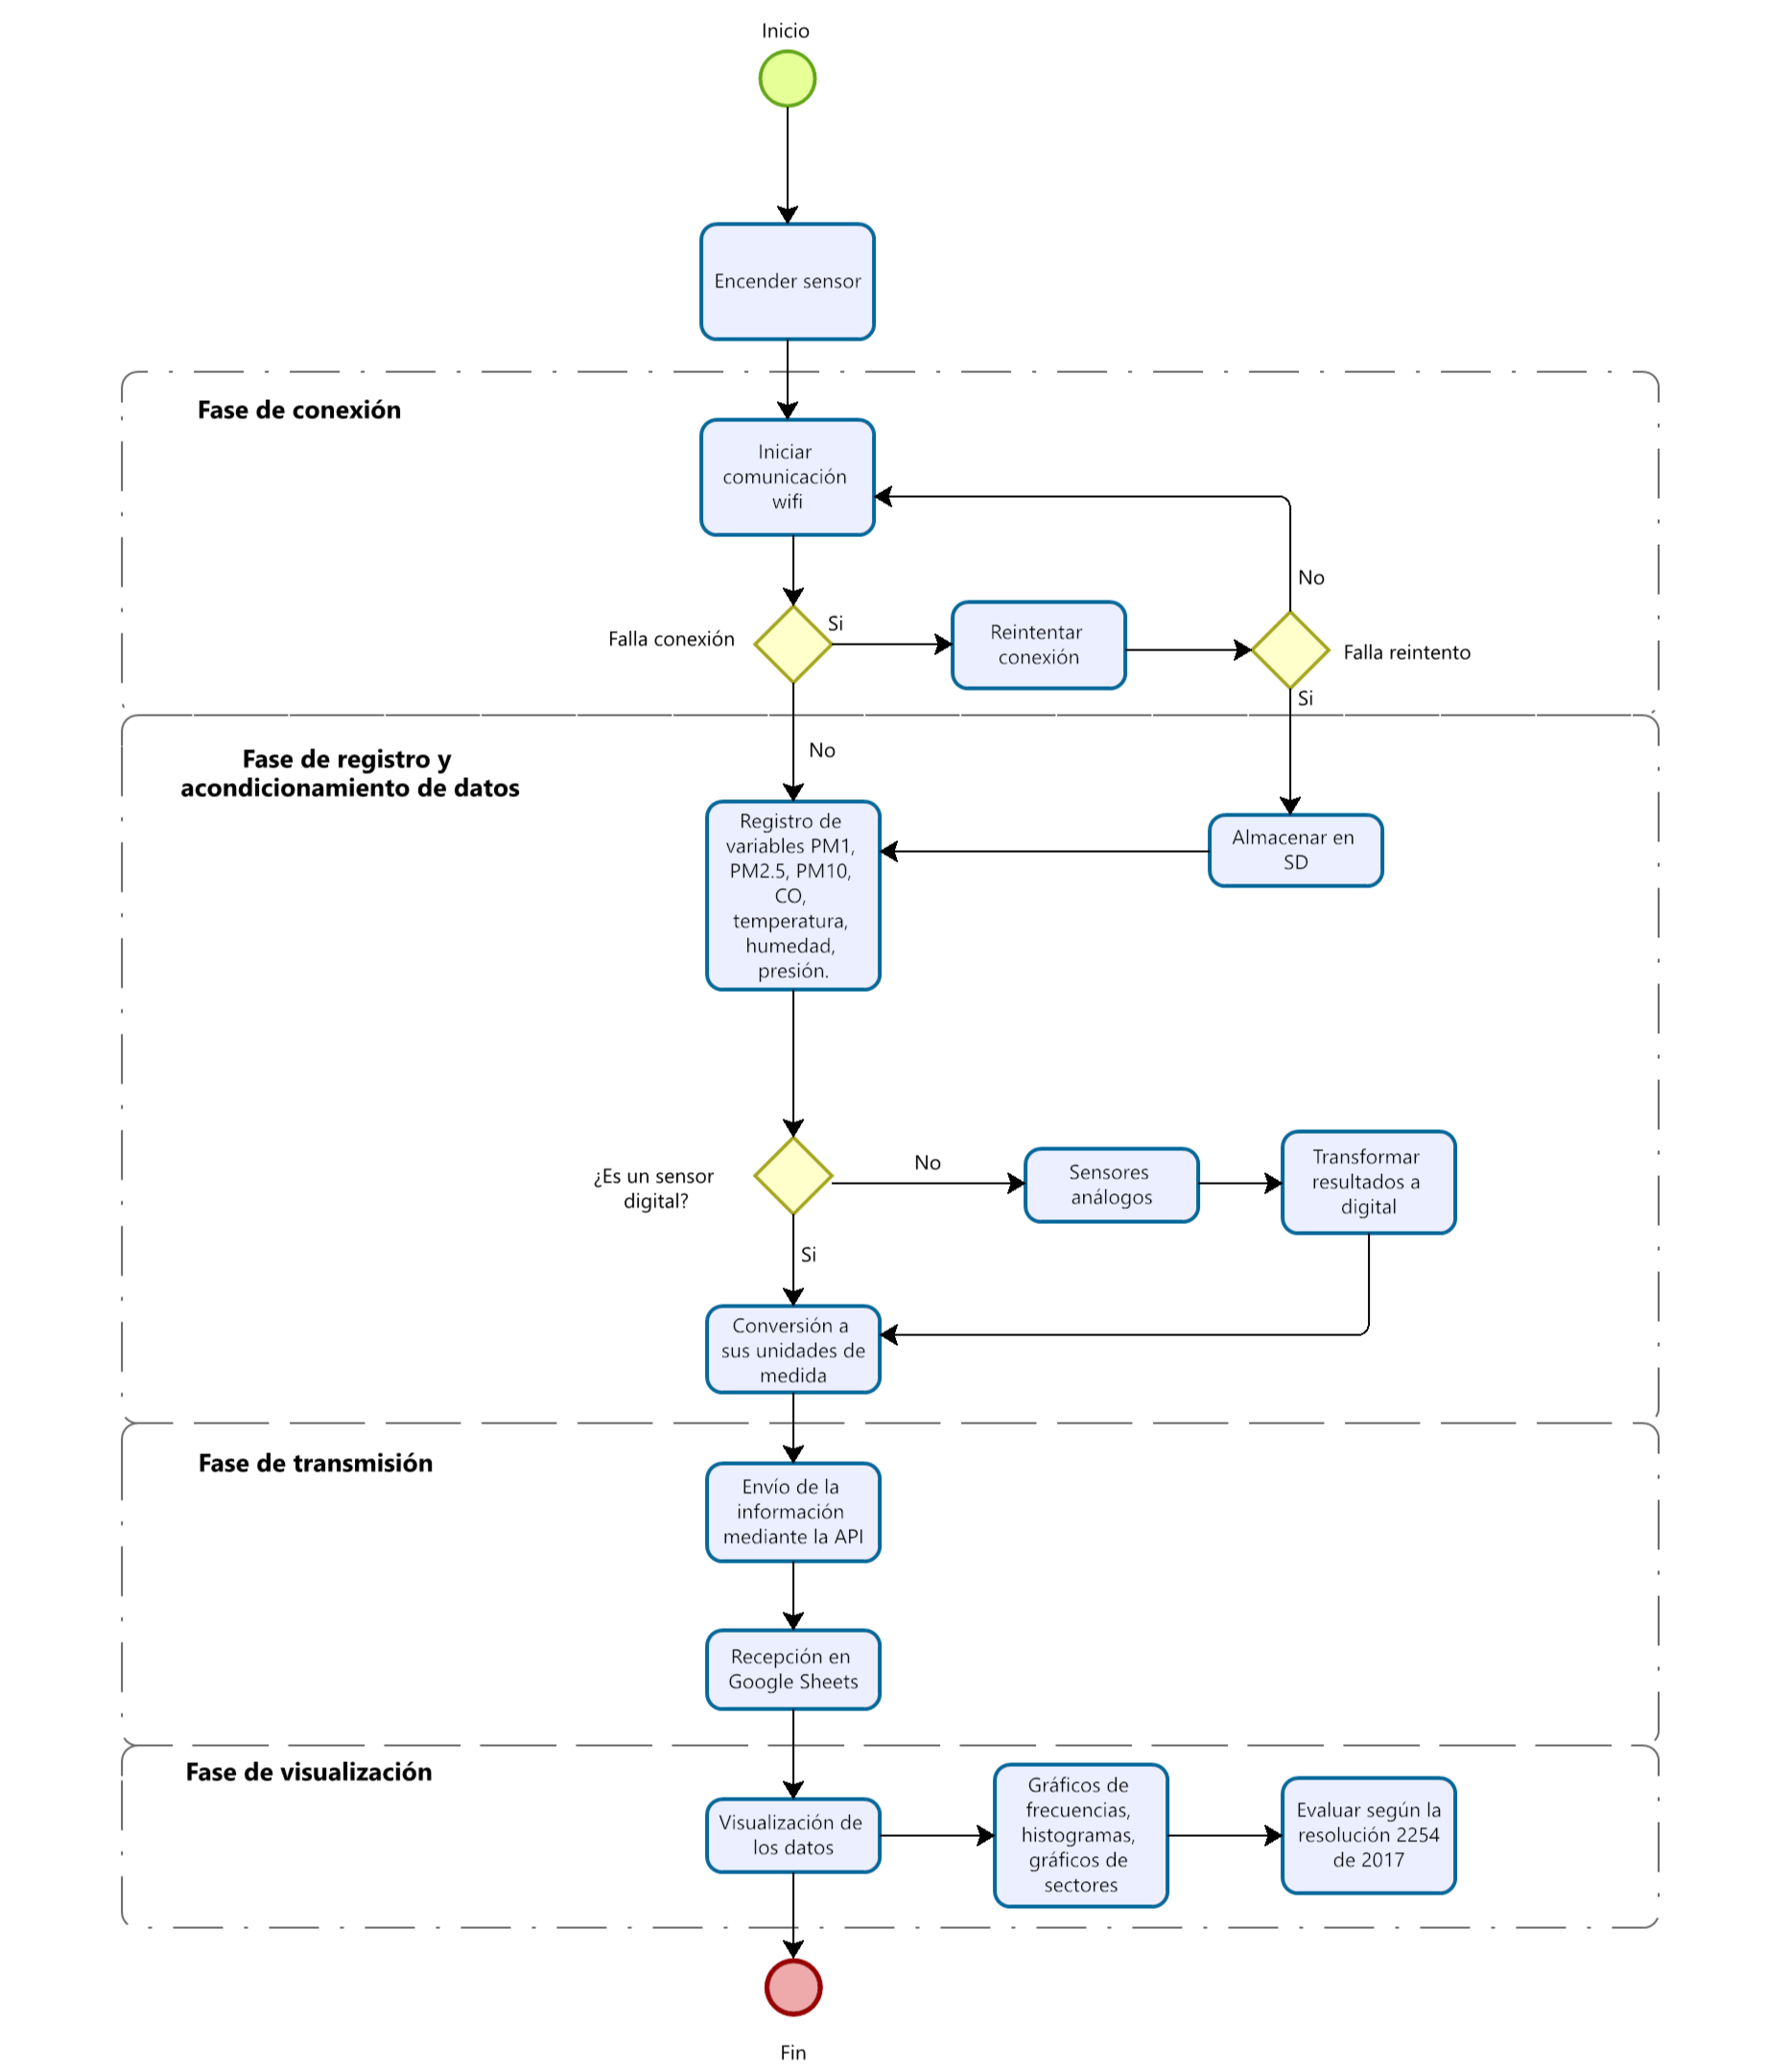 Inicio
Encender sensor
Fase de conexión
Iniciar
comunicación
wifi
No
Falla conexión
Si
Reintentar
conexión
Falla reintento
Si
Fase de registro y
acondicionamiento de datos
No
Registro de
variables PM1,
PM2.5, PM10,
CO,
temperatura,
humedad,
presión.
Almacenar en
SD
¿Es un sensor
digital?
No
Sensores
análogos
Transformar
resultados a
digital
Si
Conversión a
sus unidades de
medida
Fase de transmisión
Envío de la
información
mediante la API
Recepción en
Google Sheets
Fase de visualización
Visualización de
los datos
Gráficos de
frecuencias,
histogramas,
gráficos de
sectores
Evaluar según la
resolución 2254
de 2017
Fin